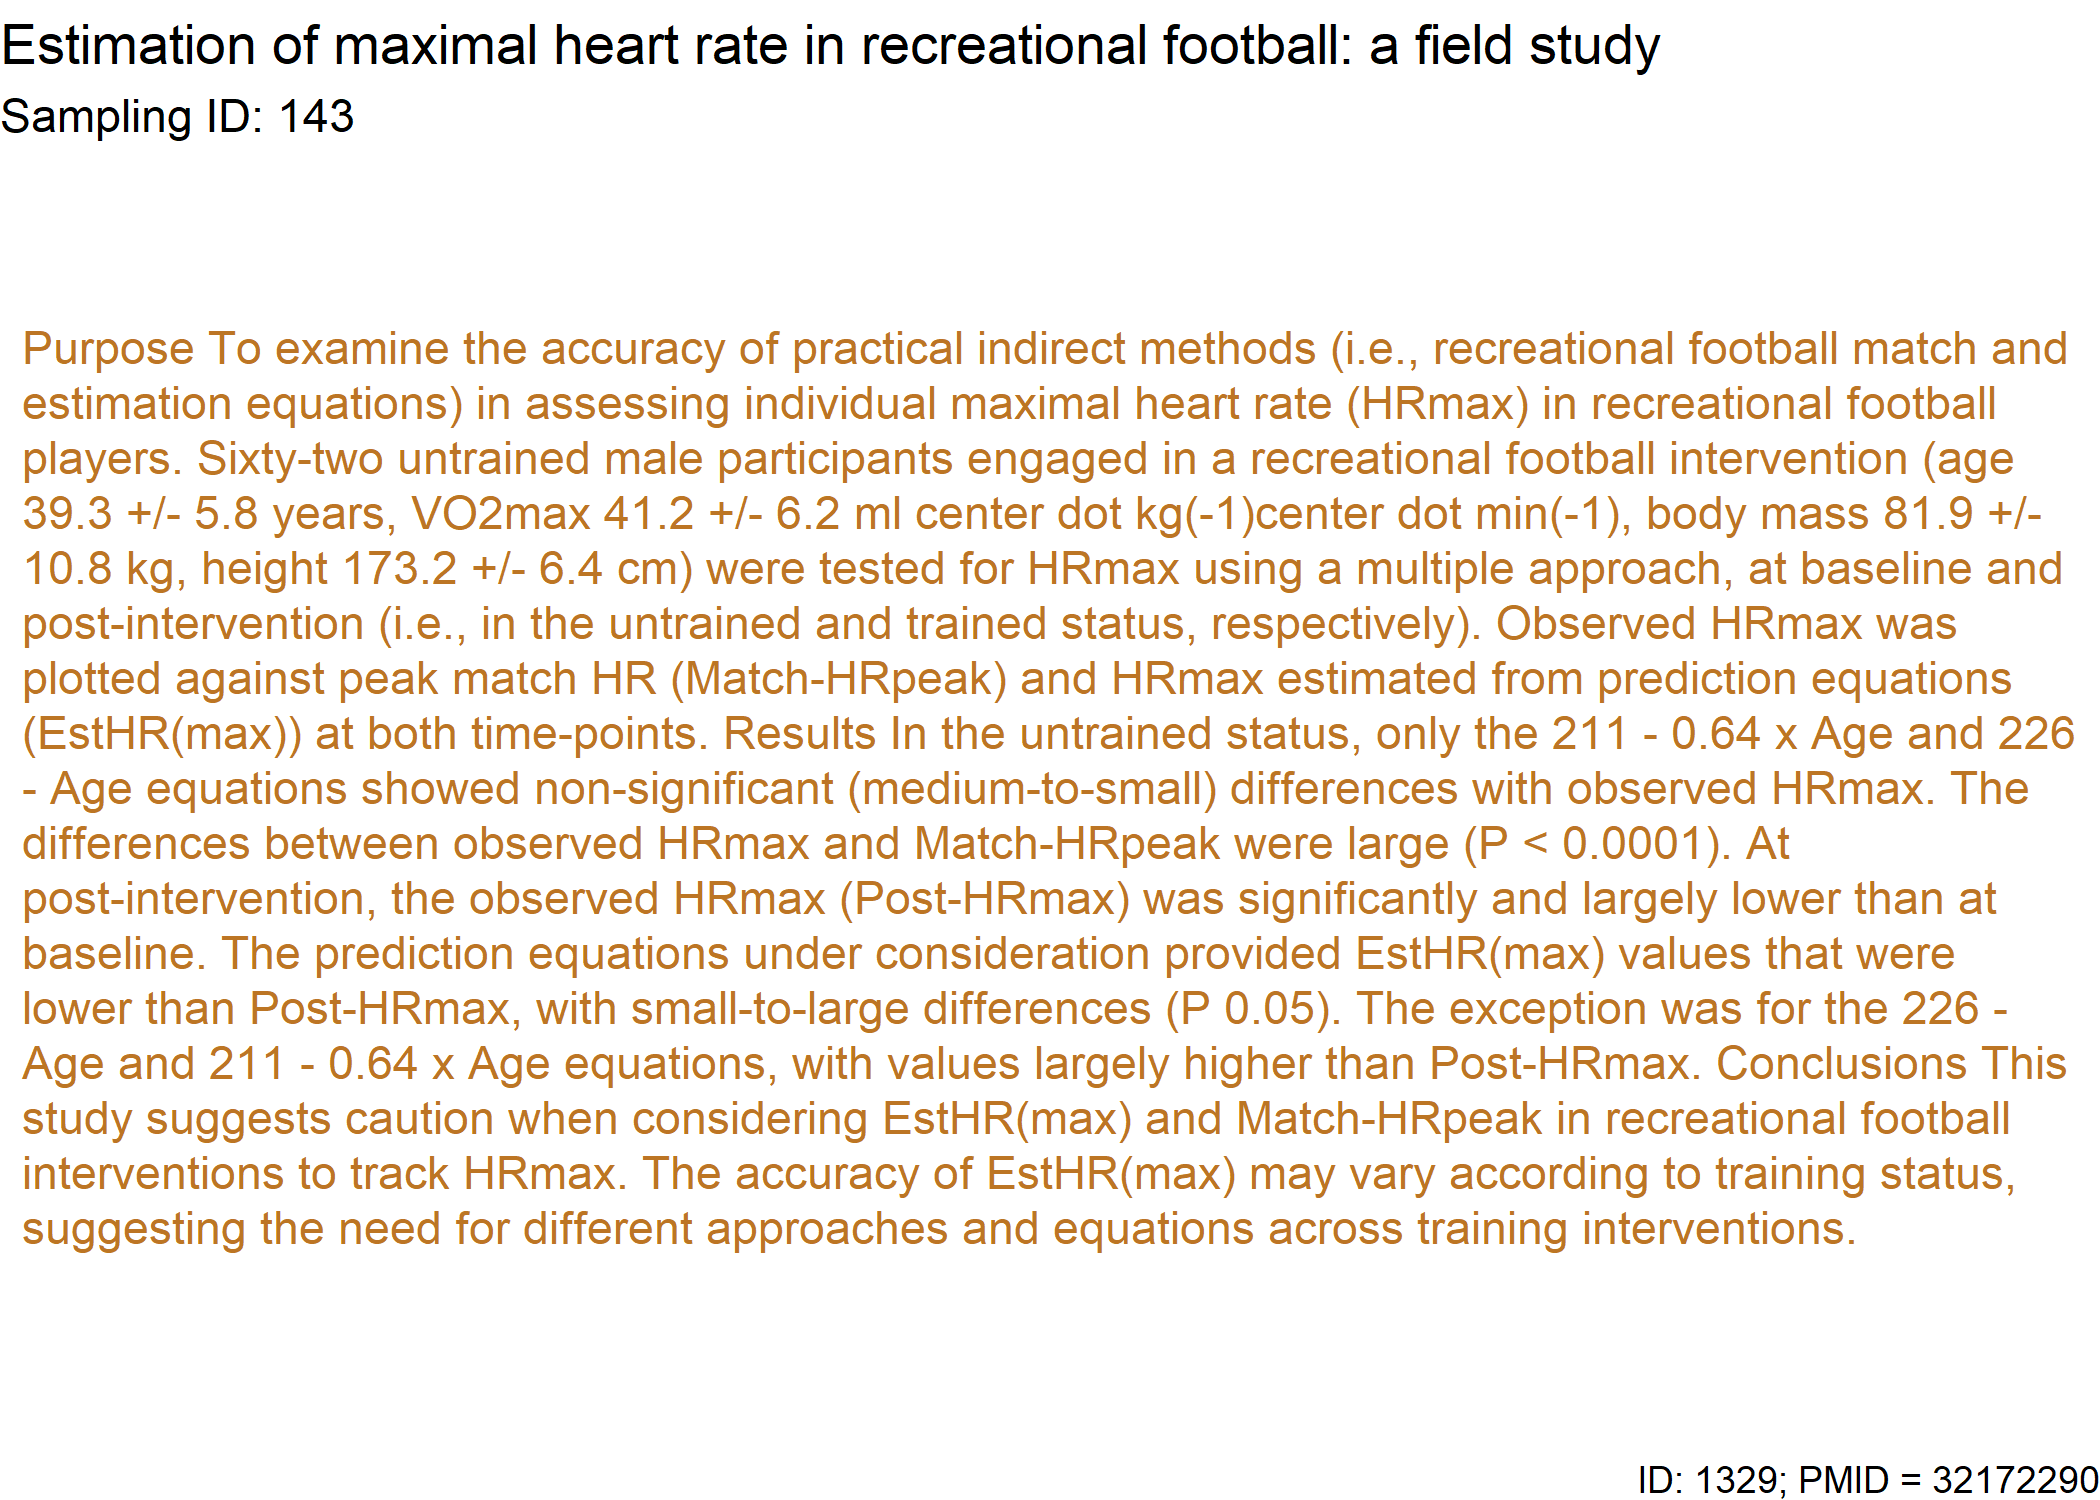 Estimation of maximal heart rate in recreational football: a field study
Sampling ID: 143
Purpose To examine the accuracy of practical indirect methods (i.e., recreational football match and
estimation equations) in assessing individual maximal heart rate (HRmax) in recreational football
players. Sixty-two untrained male participants engaged in a recreational football intervention (age
39.3 +/- 5.8 years, VO2max 41.2 +/- 6.2 ml center dot kg(-1)center dot min(-1), body mass 81.9 +/-
10.8 kg, height 173.2 +/- 6.4 cm) were tested for HRmax using a multiple approach, at baseline and
post-intervention (i.e., in the untrained and trained status, respectively). Observed HRmax was
plotted against peak match HR (Match-HRpeak) and HRmax estimated from prediction equations
(EstHR(max)) at both time-points. Results In the untrained status, only the 211 - 0.64 x Age and 226
- Age equations showed non-significant (medium-to-small) differences with observed HRmax. The
differences between observed HRmax and Match-HRpeak were large (P < 0.0001). At
post-intervention, the observed HRmax (Post-HRmax) was significantly and largely lower than at
baseline. The prediction equations under consideration provided EstHR(max) values that were
lower than Post-HRmax, with small-to-large differences (P 0.05). The exception was for the 226 -
Age and 211 - 0.64 x Age equations, with values largely higher than Post-HRmax. Conclusions This
study suggests caution when considering EstHR(max) and Match-HRpeak in recreational football
interventions to track HRmax. The accuracy of EstHR(max) may vary according to training status,
suggesting the need for different approaches and equations across training interventions.
ID: 1329; PMID = 32172290